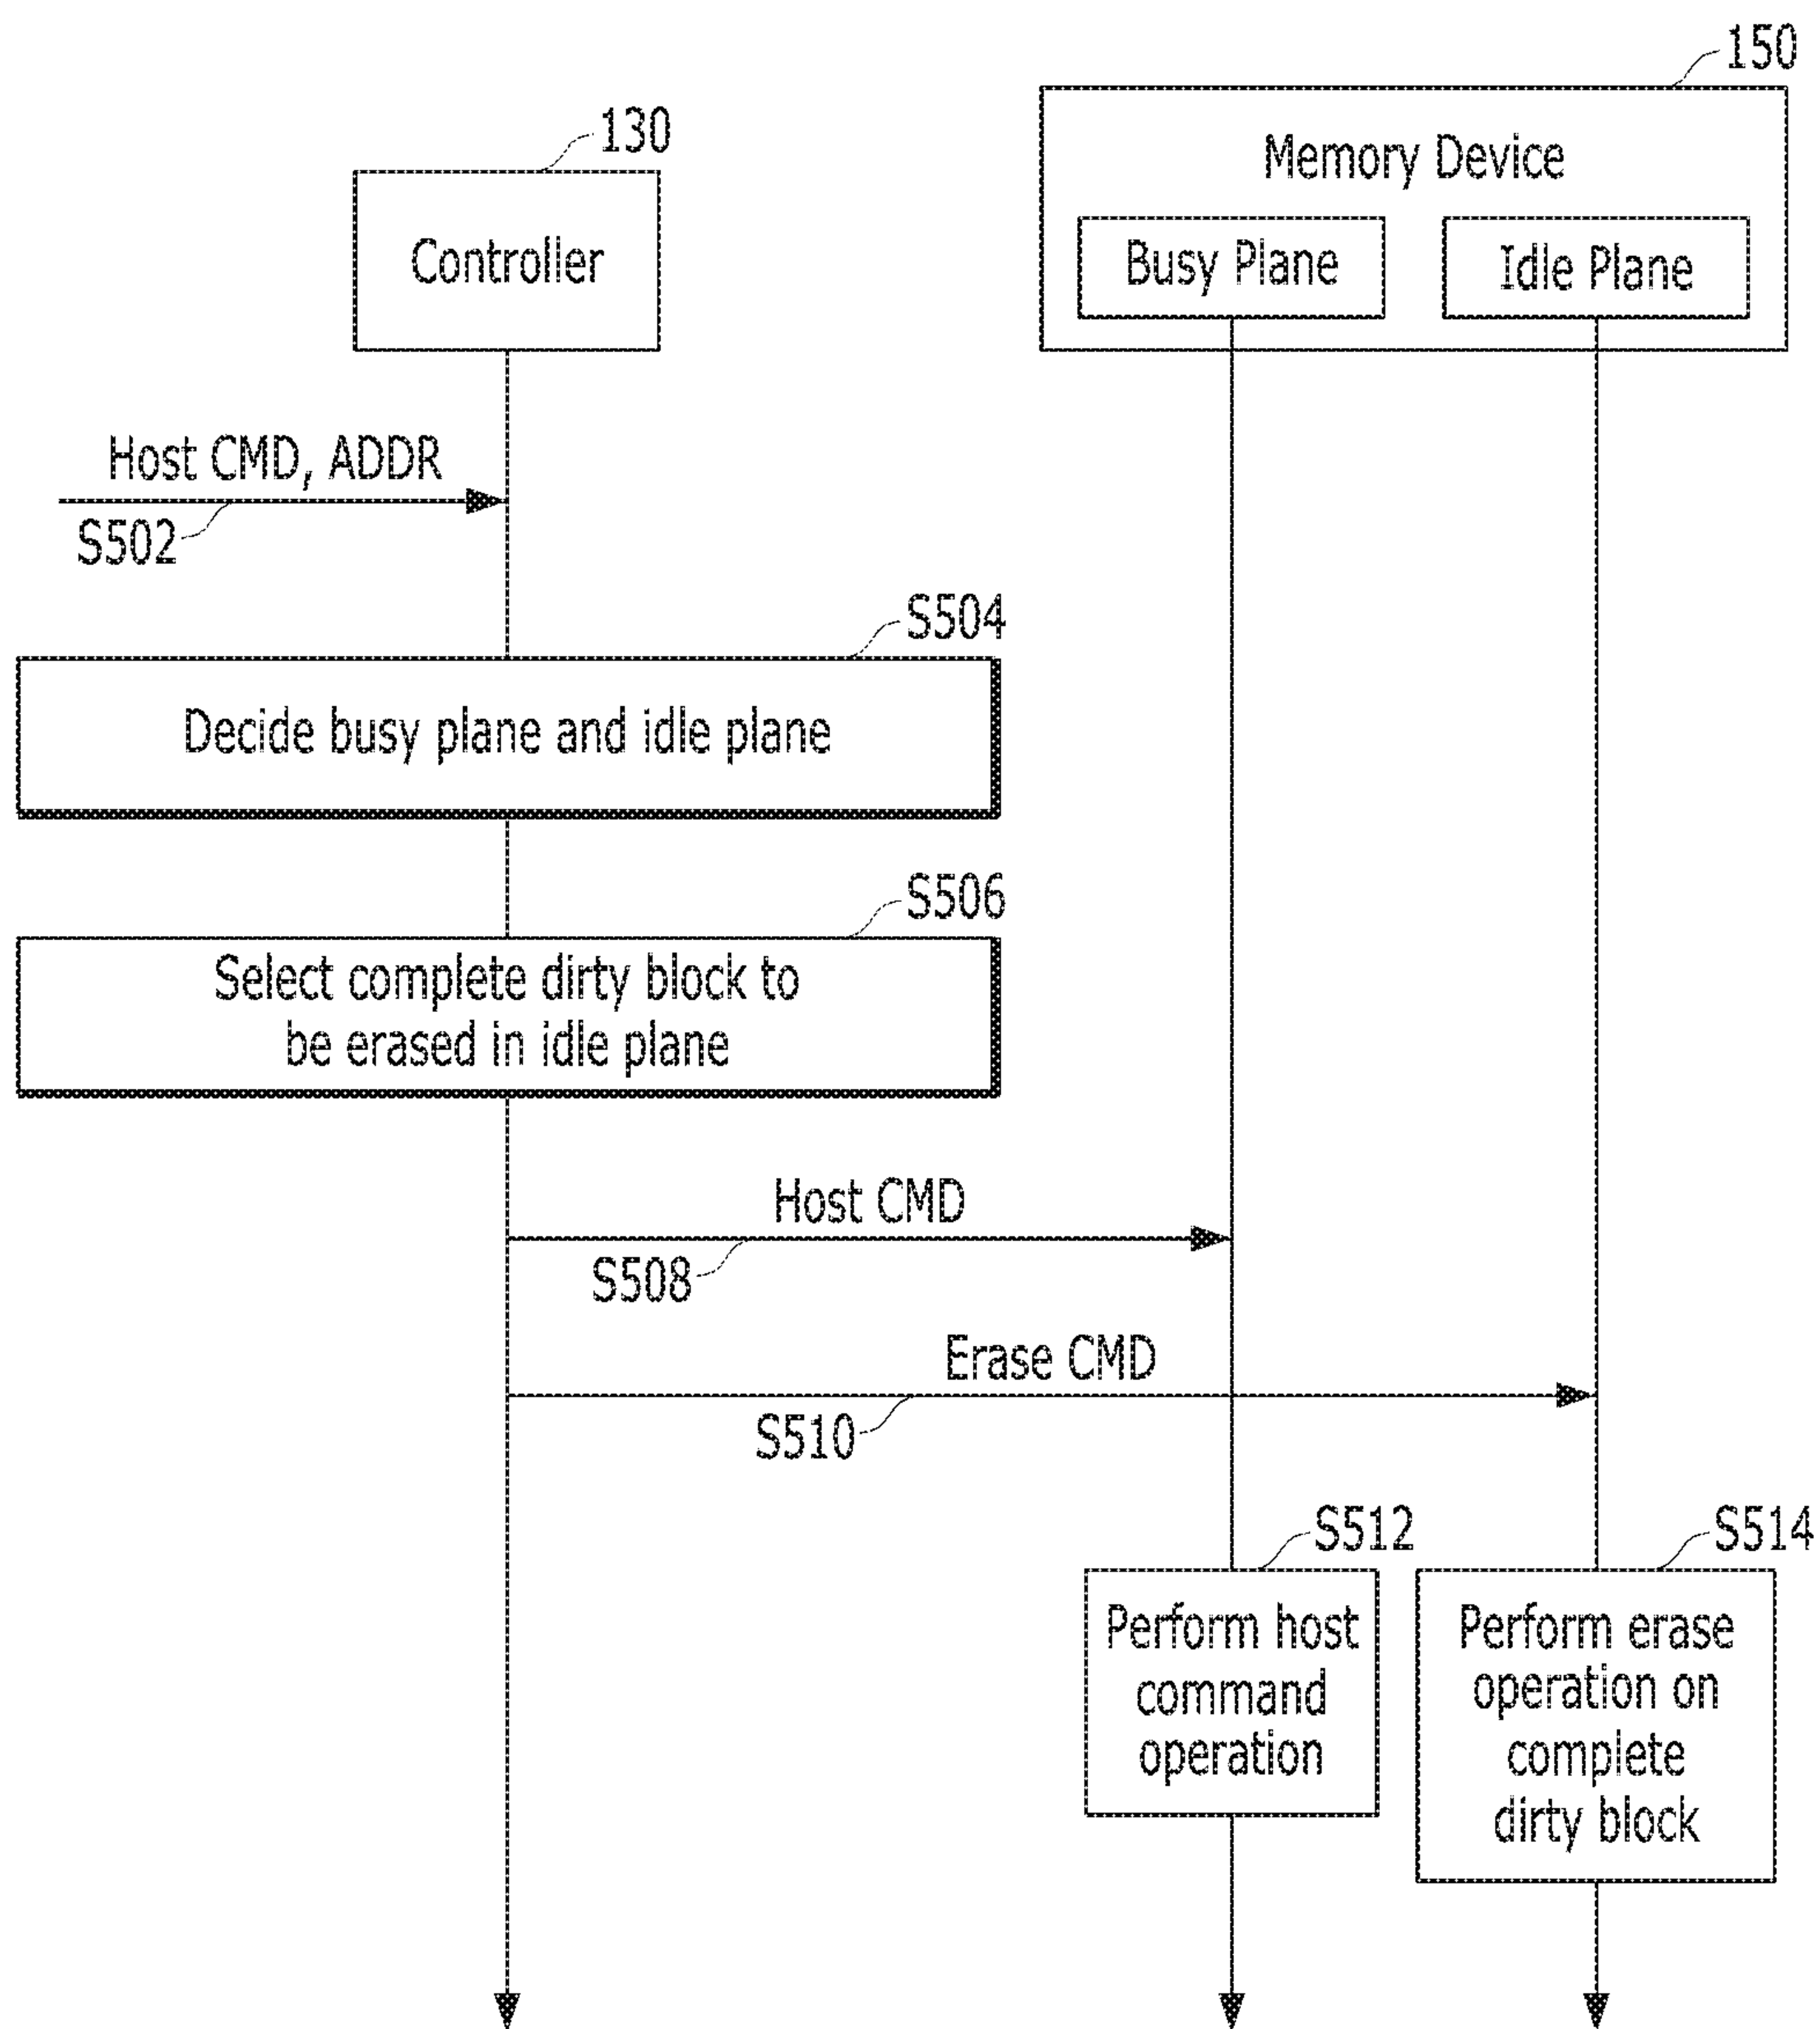 150
130
Memory Device
Controller
Busy Plane
Idle Plane
Host CMD, ADDR
S502
S504
Decide busy plane and idle plane
S506
Select complete dirty block to
be erased in idle plane
Host CMD
S508
Erase CMD
S510
S512
S514
Perform host
command
operation
Perform erase
operation on
complete
dirty block